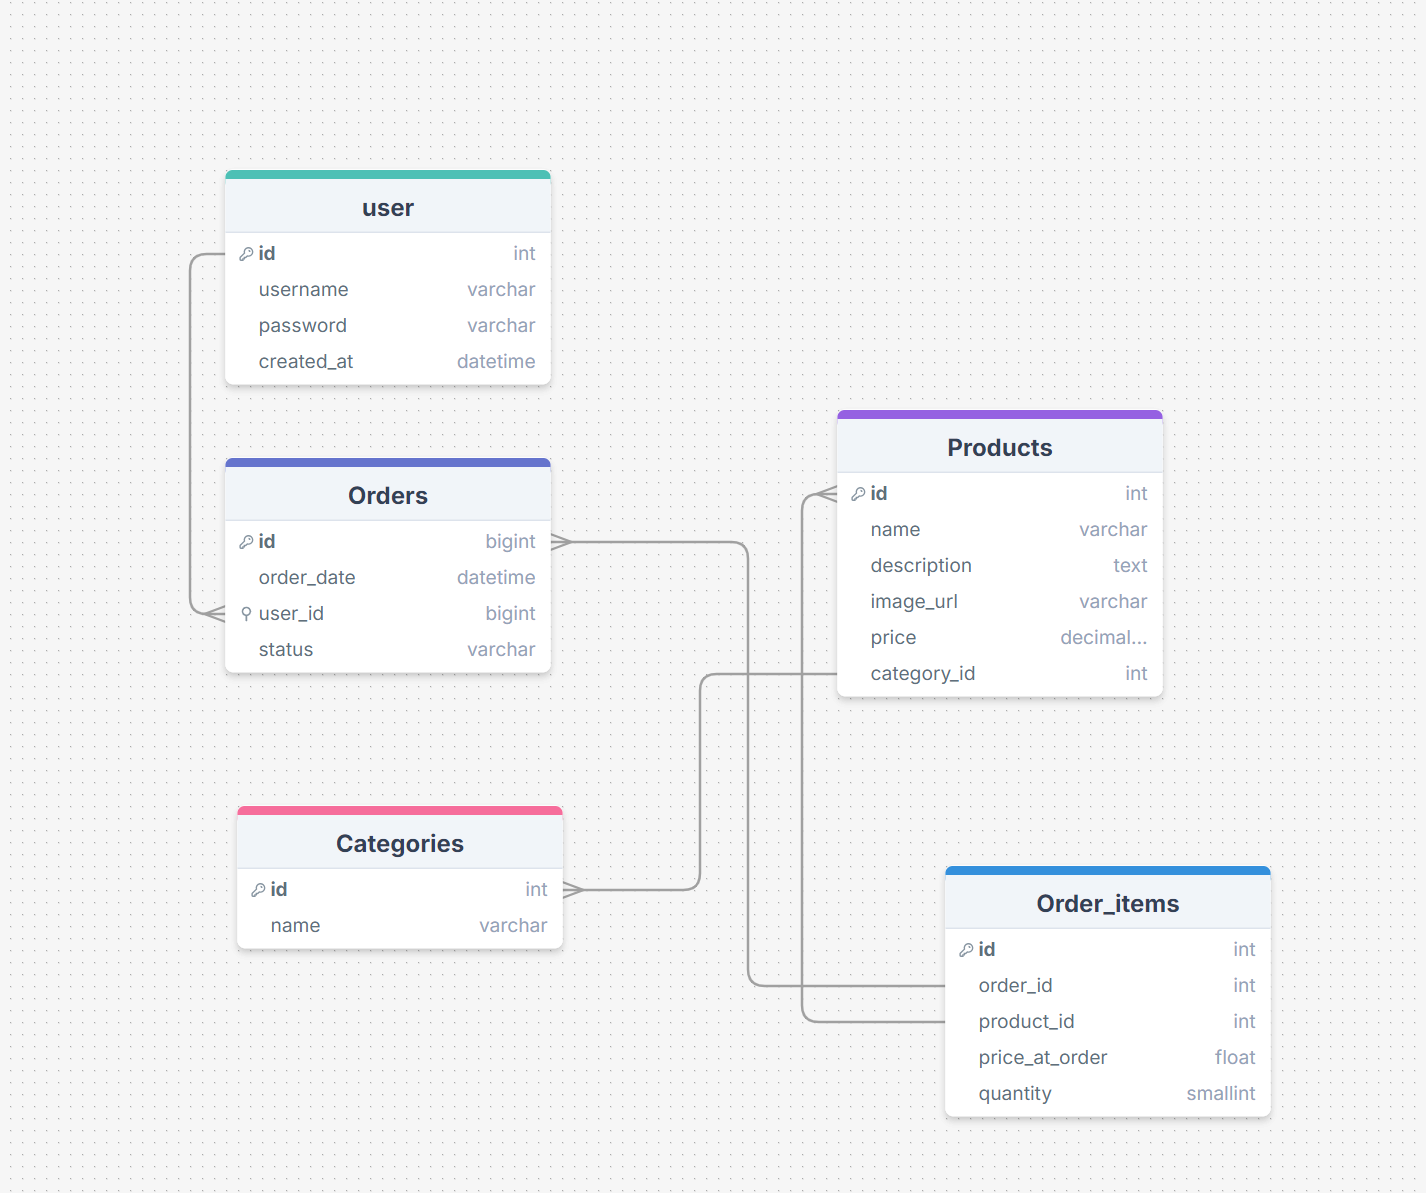 user
id int
username varchar
password varchar
created_at datetime
Orders
id bigint
order_date datetime
user_id bigint
status varchar
Products
id int
name varchar
description text
image_url varchar
price decimal...
category_id int
Categories
id int
name varchar
Order_items
id int
order_id int
product_id int
price_at_order float
quantity smallint